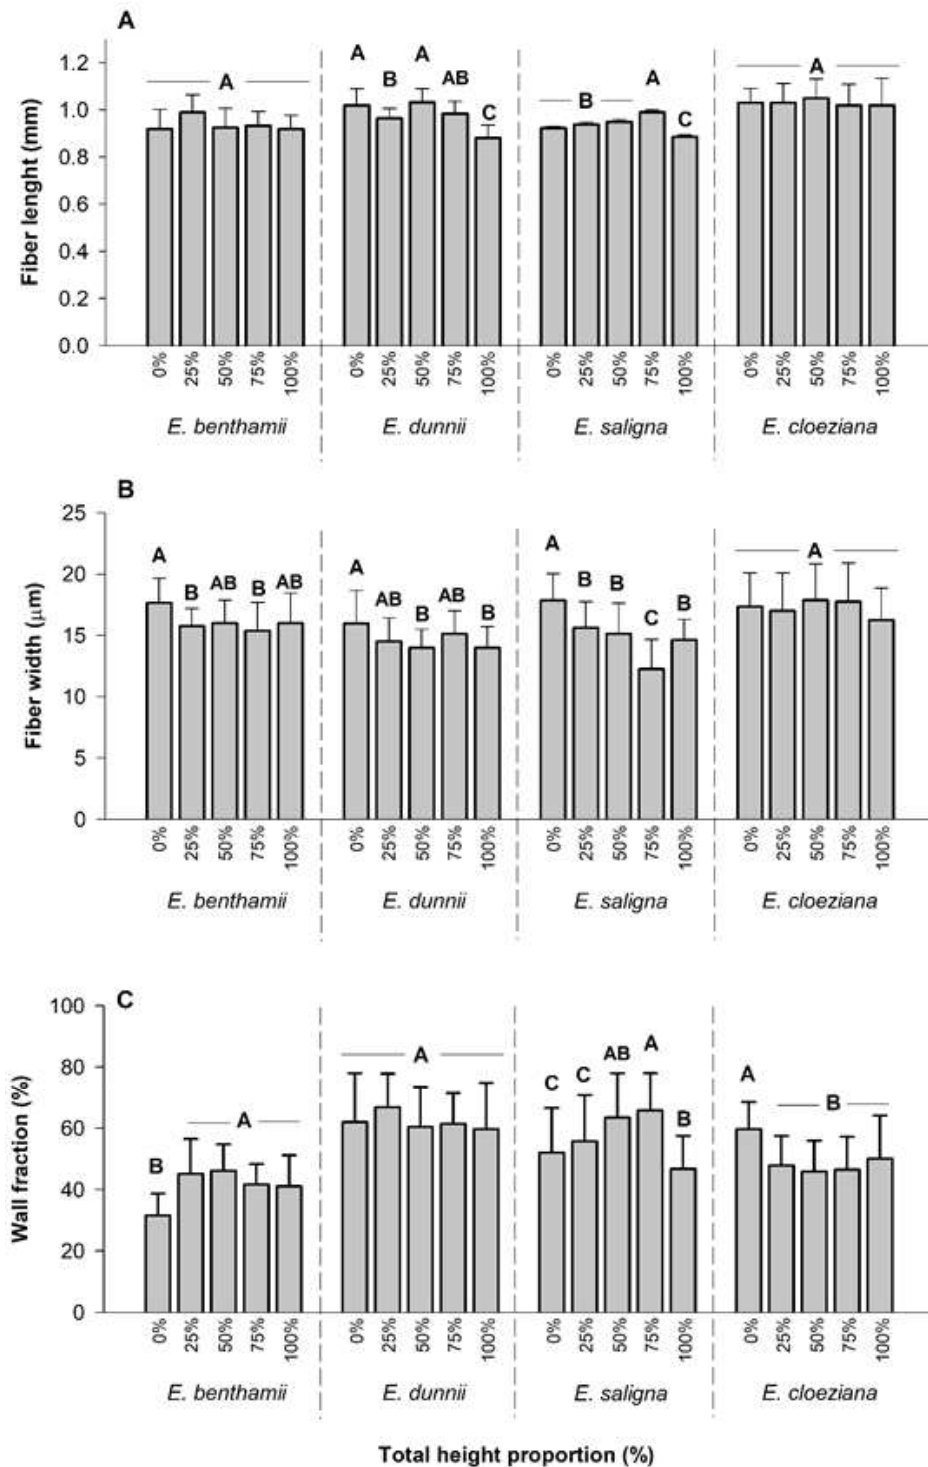 A
1.2
1.0
0.8
0.6
0.4
0.2
0.0
Fiber lenght (mm)
A
A B A AB C
B A C
A
0% 25% 50% 75% 100% 0% 25% 50% 75% 100% 0% 25% 50% 75% 100% 0% 25% 50% 75% 100%
E. benthamii E. dunnii E. saligna E. cloeziana
B
25
20
15
10
5
0
Fiber width (μm)
A B AB B AB
A AB B AB B
A B B C B
A
0% 25% 50% 75% 100% 0% 25% 50% 75% 100% 0% 25% 50% 75% 100% 0% 25% 50% 75% 100%
E. benthamii E. dunnii E. saligna E. cloeziana
C
100
80
60
40
20
0
Wall fraction (%)
B A
A
C C AB A B
A B
0% 25% 50% 75% 100% 0% 25% 50% 75% 100% 0% 25% 50% 75% 100% 0% 25% 50% 75% 100%
E. benthamii E. dunnii E. saligna E. cloeziana
Total height proportion (%)